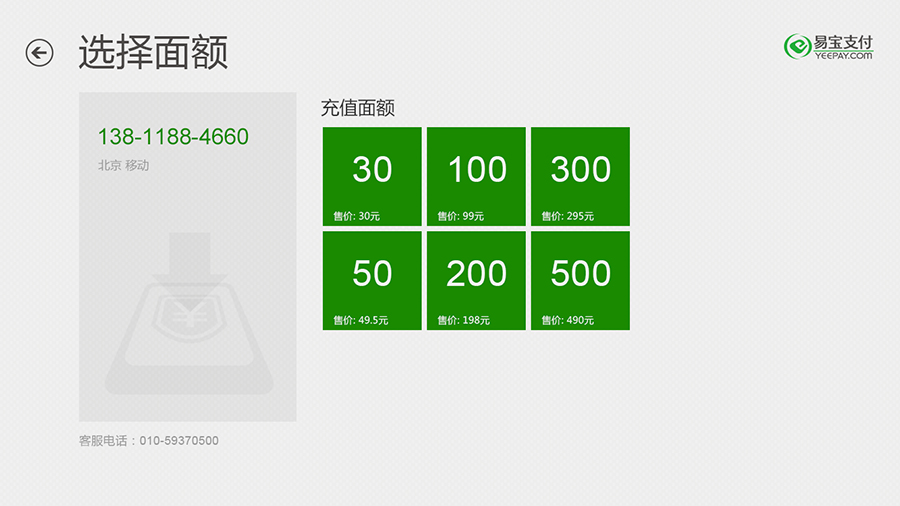 选择面额
易宝支付
YEEPAY.COM
138-1188-4660
北京 移动
充值面额
30
售价: 30元
100
售价: 99元
300
售价: 295元
50
售价: 49.5元
200
售价: 198元
500
售价: 490元
¥
客服电话：010-59370500